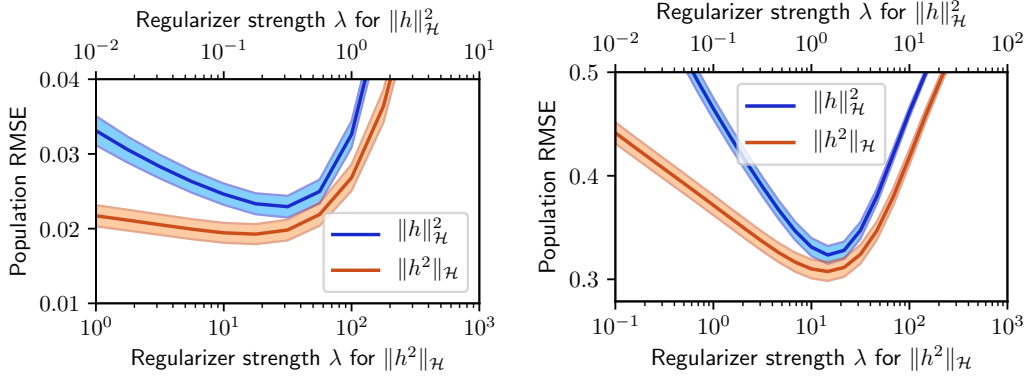 Regularizer strength λ for ∥h∥²_ℋ
10⁻² 10⁻¹ 10⁰ 10¹
0.04
0.03
0.02
0.01
Population RMSE
∥h∥²_ℋ
∥h²∥_ℋ
10⁰ 10¹ 10² 10³
Regularizer strength λ for ∥h²∥_ℋ
Regularizer strength λ for ∥h∥²_ℋ
10⁻² 10⁻¹ 10⁰ 10¹ 10²
0.5
0.4
0.3
Population RMSE
∥h∥²_ℋ
∥h²∥_ℋ
10⁻¹ 10⁰ 10¹ 10² 10³
Regularizer strength λ for ∥h²∥_ℋ